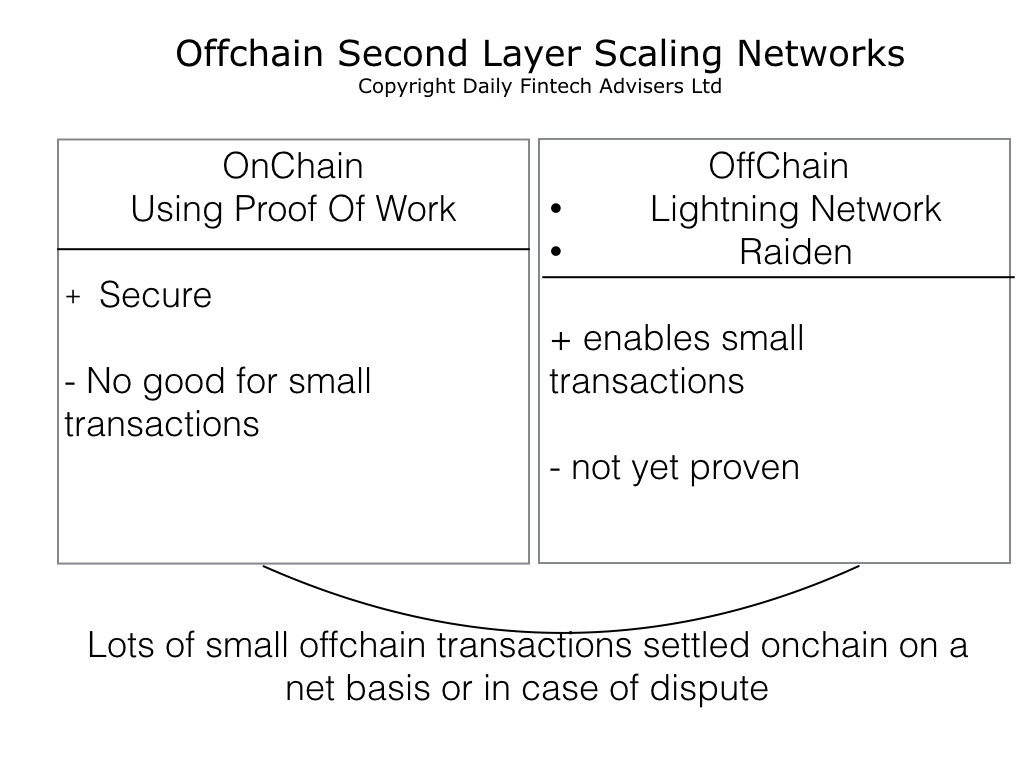 Offchain Second Layer Scaling Networks
Copyright Daily Fintech Advisers Ltd
OnChain
Using Proof Of Work
+ Secure
- No good for small
transactions
OffChain
• Lightning Network
• Raiden
+ enables small
transactions
- not yet proven
Lots of small offchain transactions settled onchain on a
net basis or in case of dispute